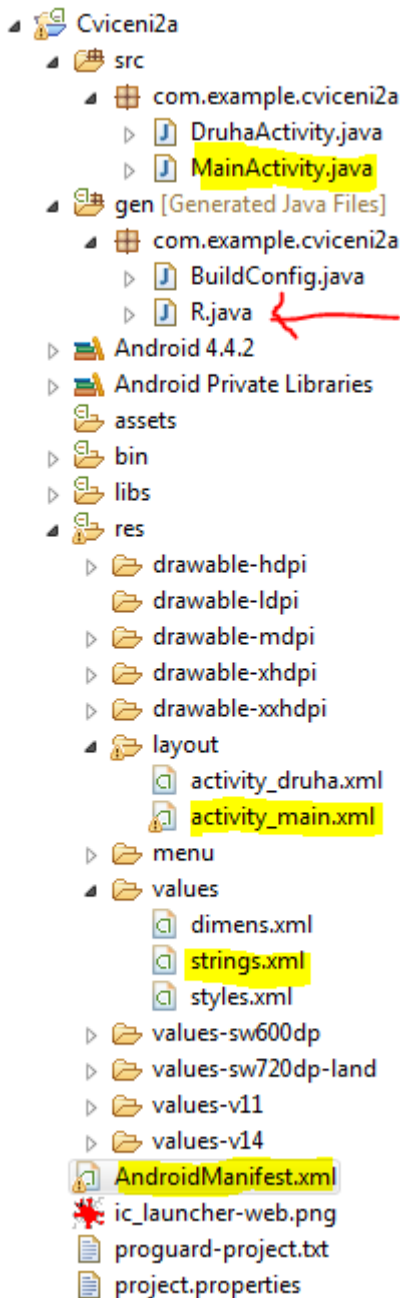 Cviceni2a
src
com.example.cviceni2a
DruhaActivity.java
MainActivity.java
gen [Generated Java Files]
com.example.cviceni2a
BuildConfig.java
R.java
Android 4.4.2
Android Private Libraries
assets
bin
libs
res
drawable-hdpi
drawable-ldpi
drawable-mdpi
drawable-xhdpi
drawable-xxhdpi
layout
activity_druha.xml
activity_main.xml
menu
values
dimens.xml
strings.xml
styles.xml
values-sw600dp
values-sw720dp-land
values-v11
values-v14
AndroidManifest.xml
ic_launcher-web.png
proguard-project.txt
project.properties